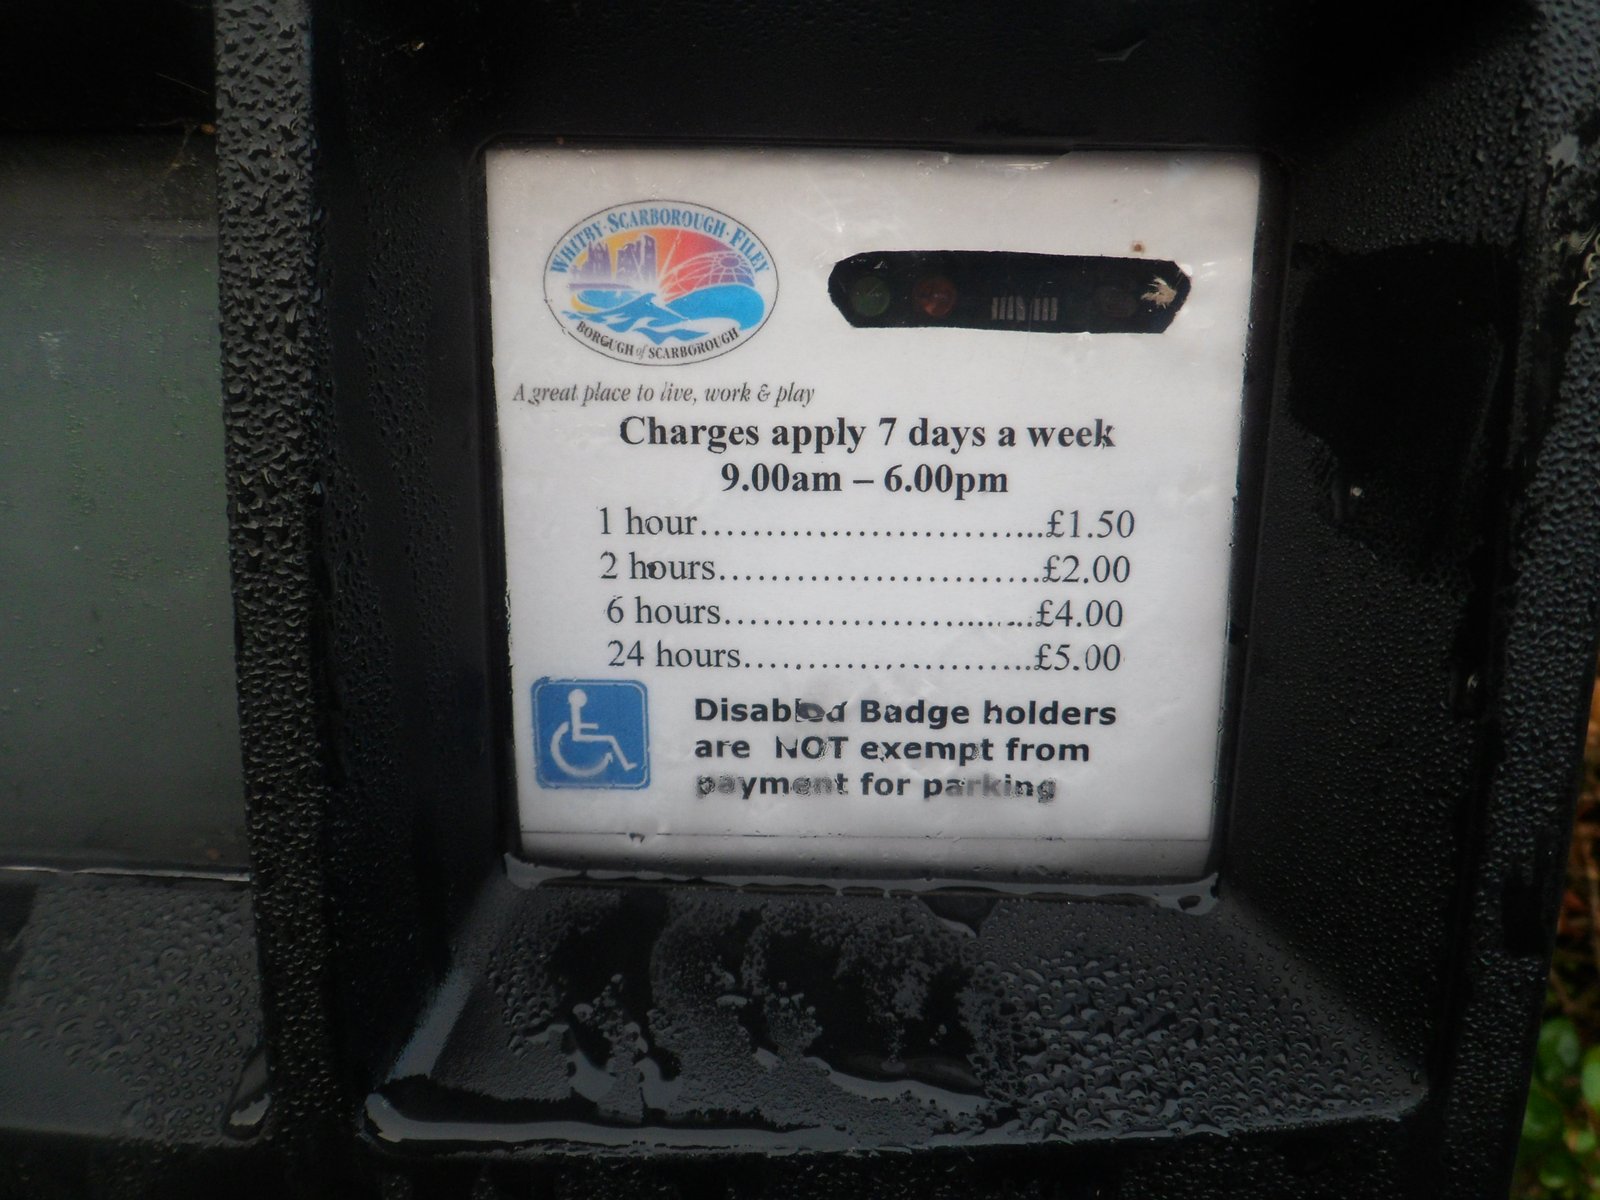 WHITBY · SCARBOROUGH · FILEY
BOROUGH of SCARBOROUGH
A great place to live, work & play
Charges apply 7 days a week
9.00am – 6.00pm
1 hour................................£1.50
2 hours..............................£2.00
6 hours..............................£4.00
24 hours............................£5.00
Disabled Badge holders
are NOT exempt from
payment for parking